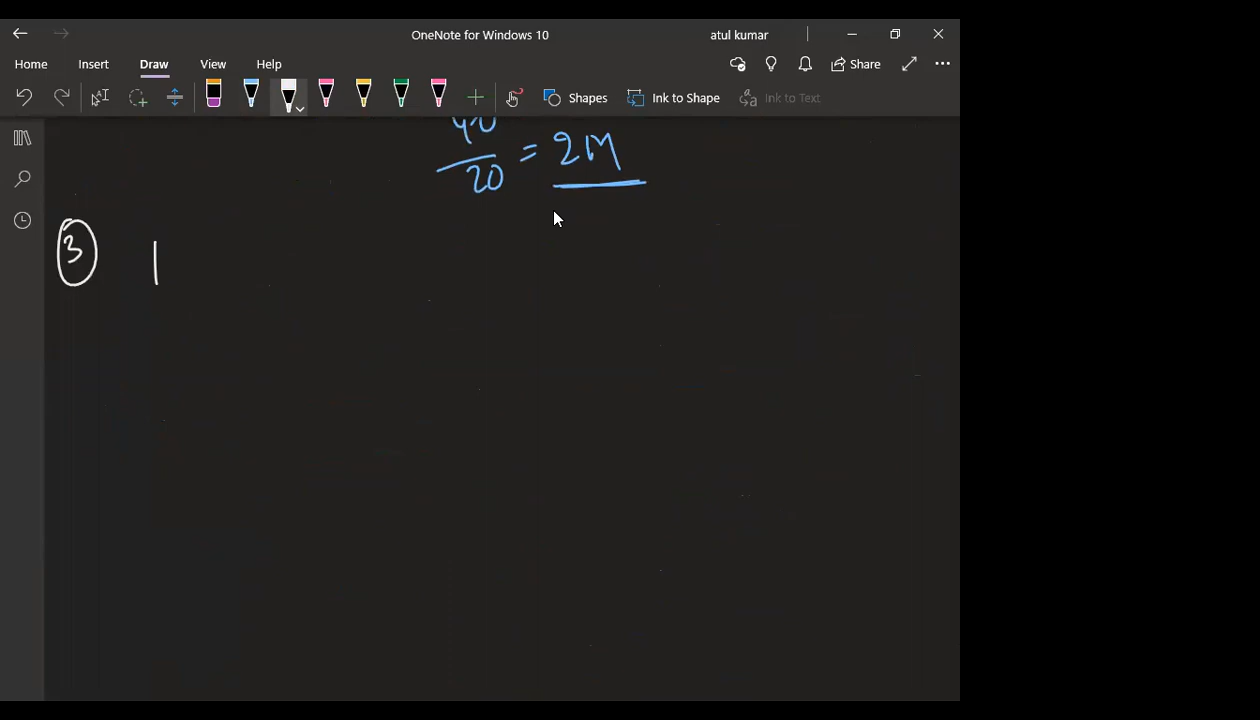 OneNote for Windows 10
atul kumar
Home Insert Draw View Help
Share
Shapes
Ink to Shape
Ink to Text
20 = 2M
3 |